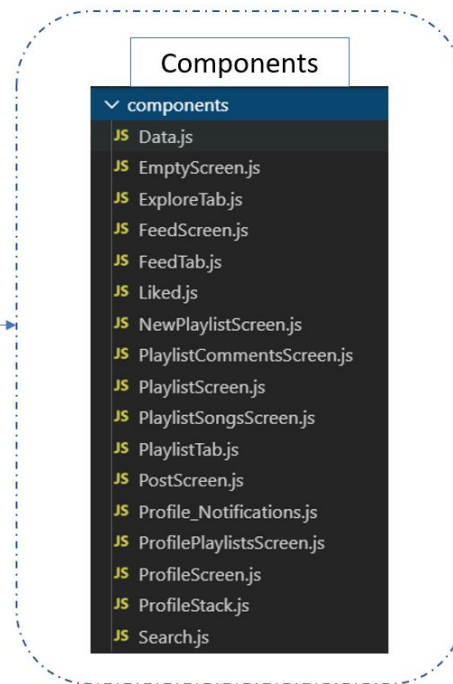 Components
components
JS Data.js
JS EmptyScreen.js
JS ExploreTab.js
JS FeedScreen.js
JS FeedTab.js
JS Liked.js
JS NewPlaylistScreen.js
JS PlaylistCommentsScreen.js
JS PlaylistScreen.js
JS PlaylistSongsScreen.js
JS PlaylistTab.js
JS PostScreen.js
JS Profile_Notifications.js
JS ProfilePlaylistsScreen.js
JS ProfileScreen.js
JS ProfileStack.js
JS Search.js